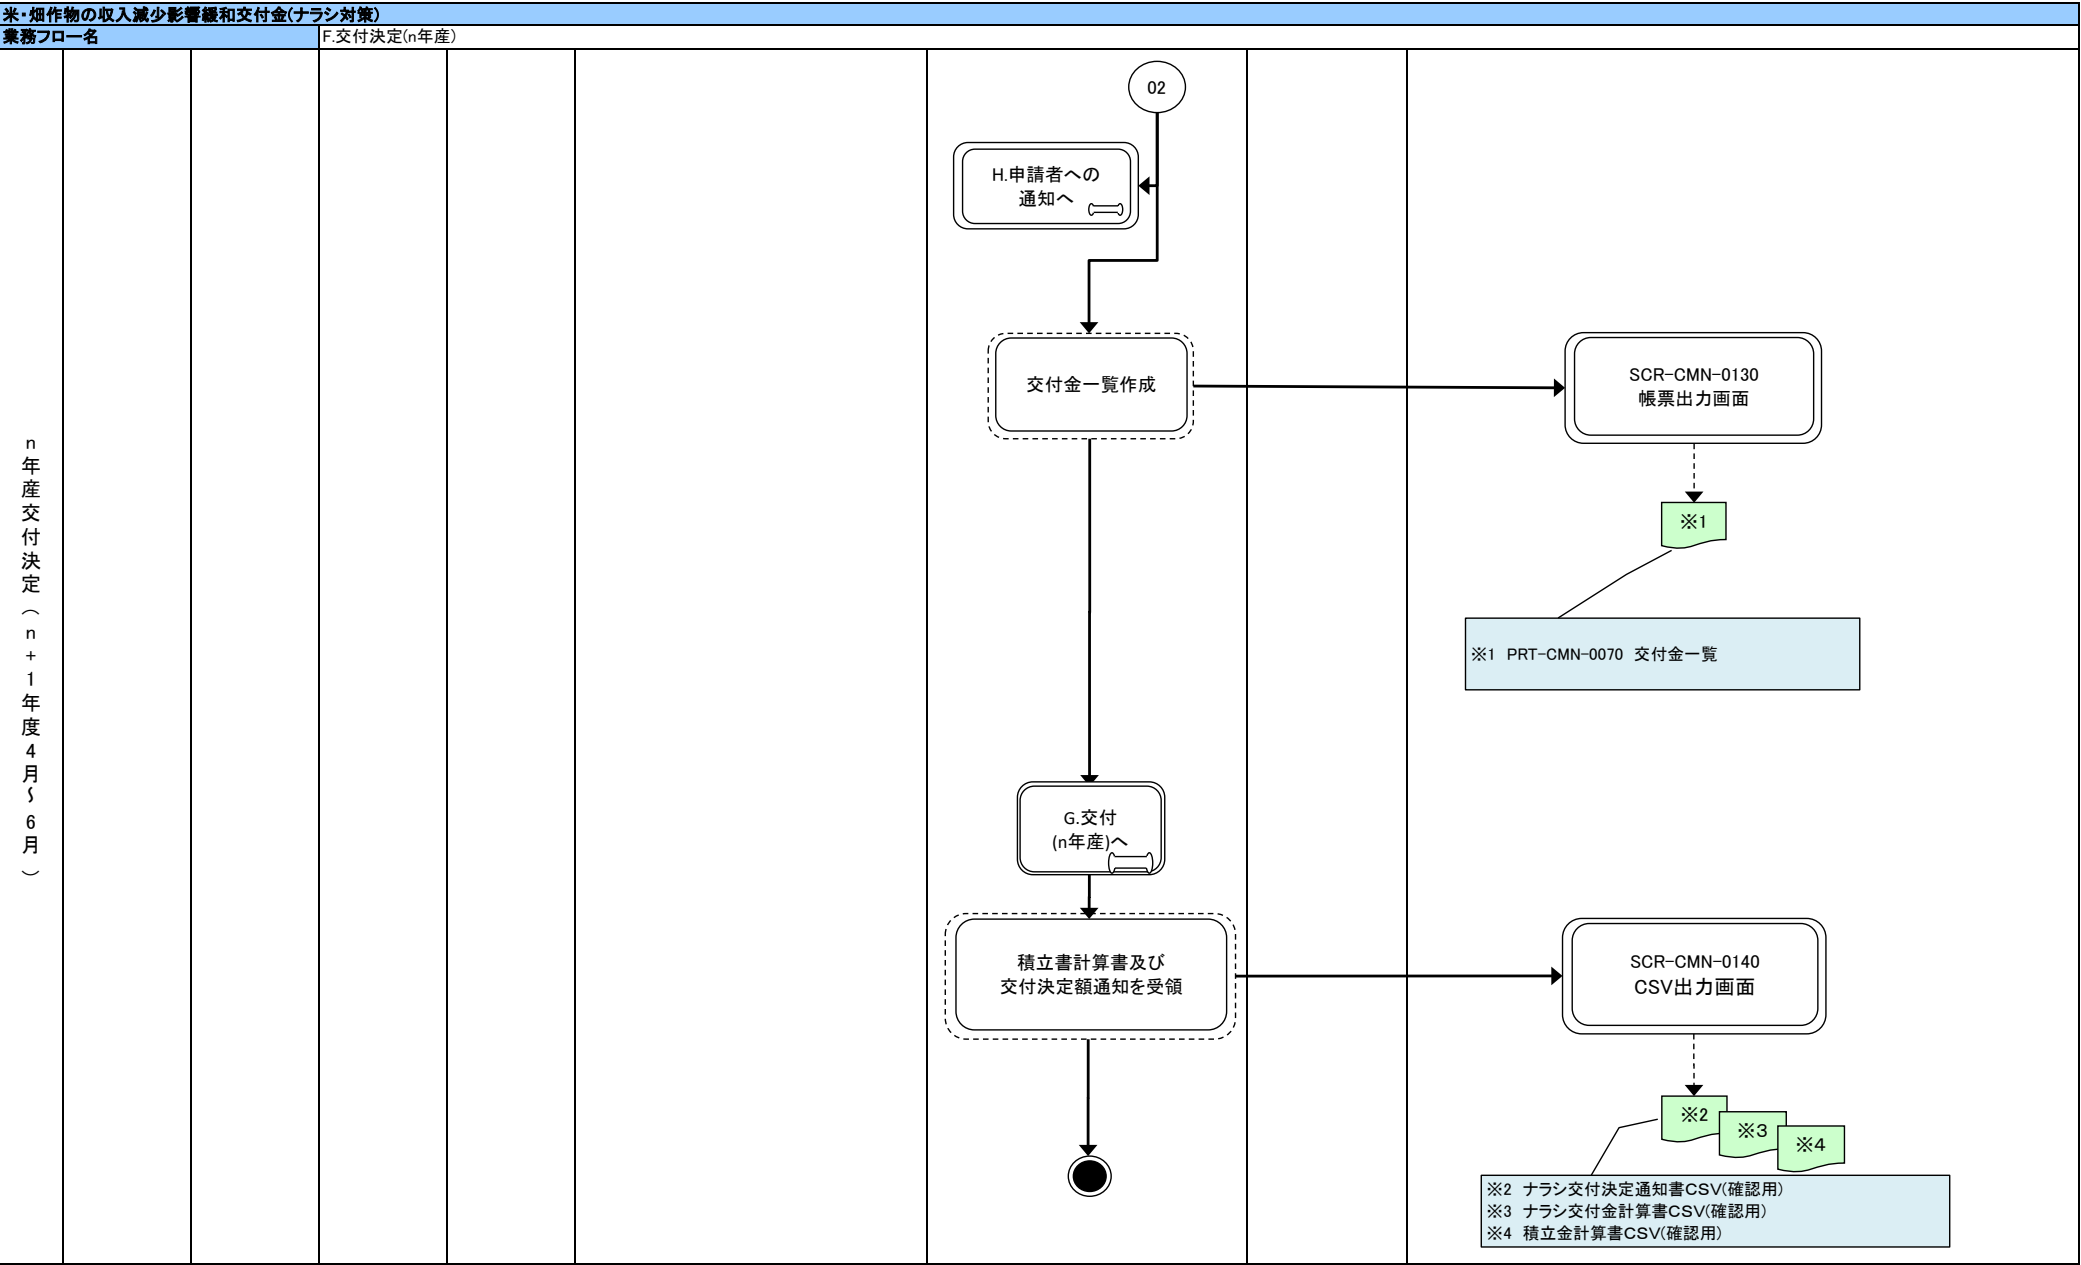 米・畑作物の収入減少影響緩和交付金(ナラシ対策)
業務フロー名
F.交付決定(n年産)
n年産交付決定(n+1年度4月~6月)
02
H.申請者への
通知へ
交付金一覧作成
SCR-CMN-0130
帳票出力画面
※1
※1 PRT-CMN-0070 交付金一覧
G.交付
(n年産)へ
積立書計算書及び
交付決定額通知を受領
SCR-CMN-0140
CSV出力画面
※2
※3
※4
※2 ナラシ交付決定通知書CSV(確認用)
※3 ナラシ交付金計算書CSV(確認用)
※4 積立金計算書CSV(確認用)